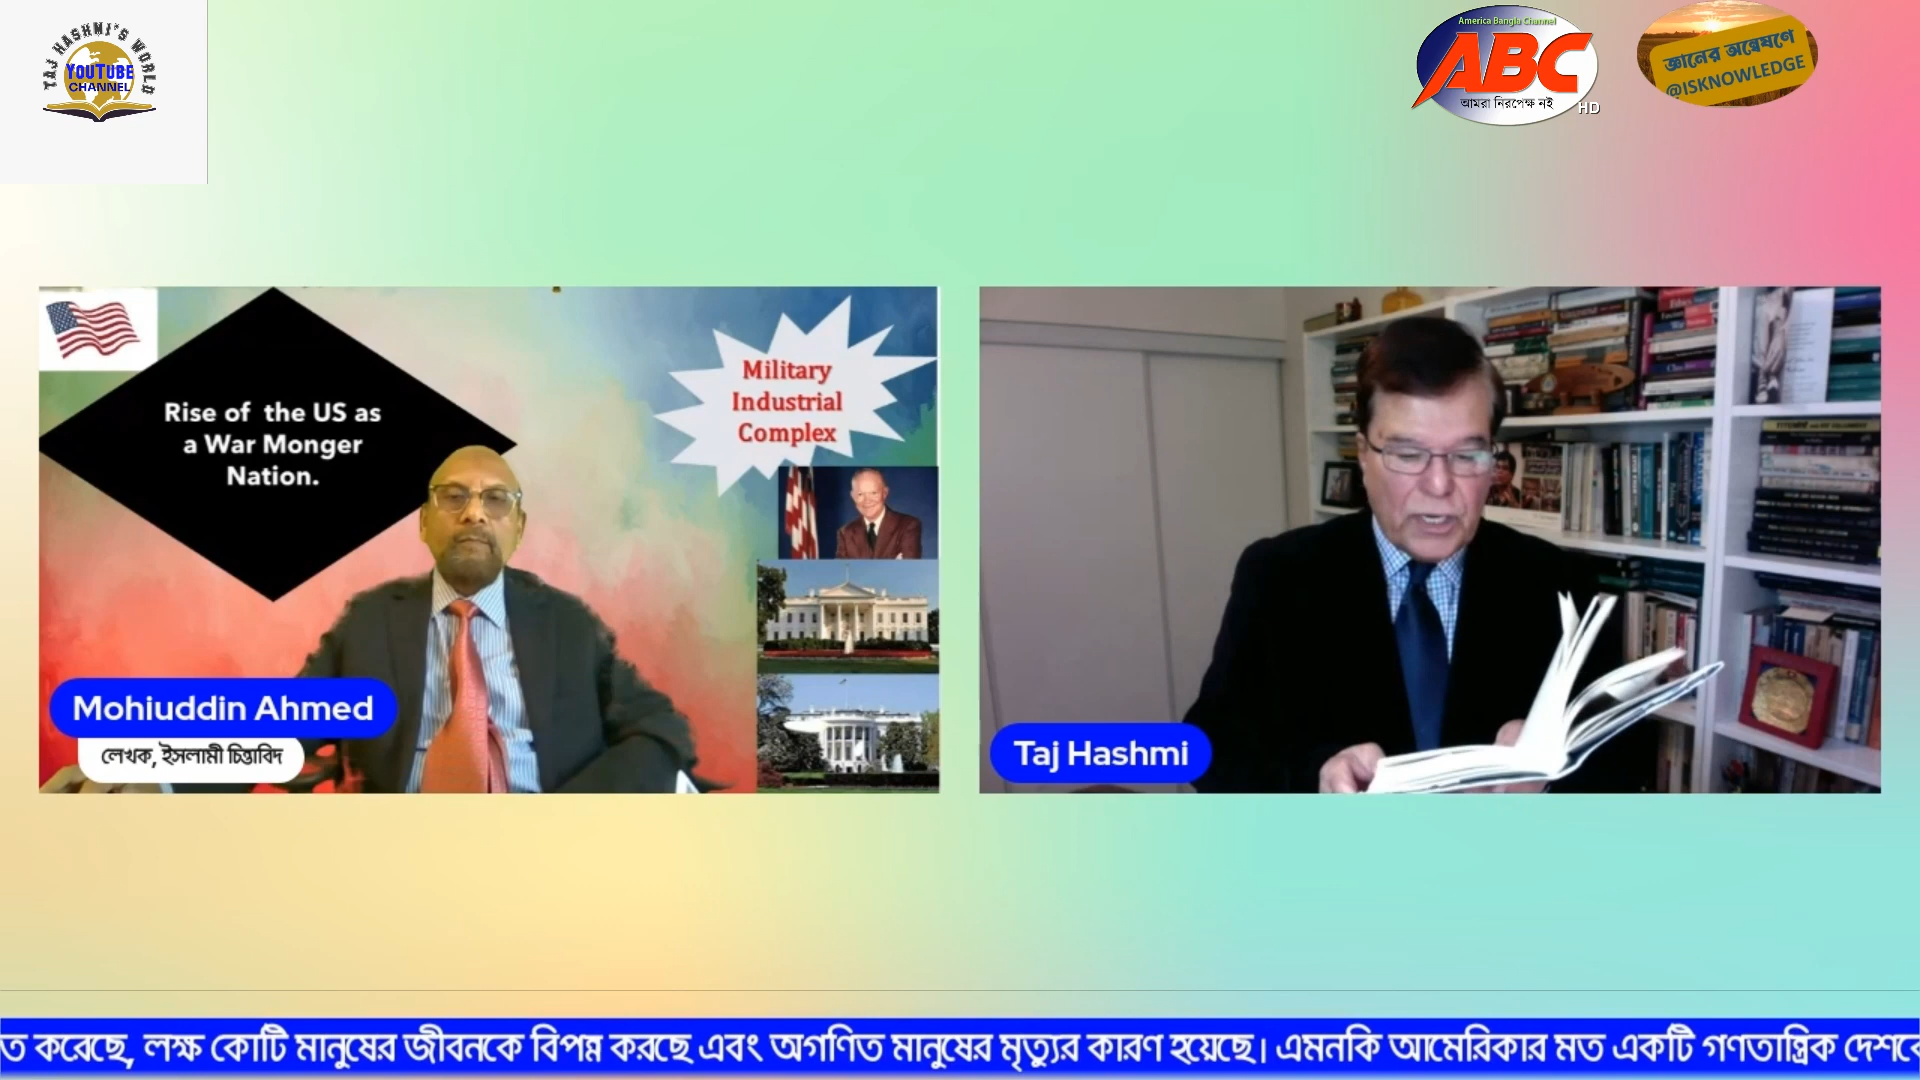 TAJ HASHMI'S WORLD
YOUTUBE
CHANNEL
America Bangla Channel
ABC
আমরা নিরপেক্ষ নই
HD
জ্ঞানের অন্বেষণে
@ISKNOWLEDGE
Rise of the US as
a War Monger
Nation.
Military
Industrial
Complex
Mohiuddin Ahmed
লেখক, ইসলামী চিন্তাবিদ
Taj Hashmi
ত করেছে, লক্ষ কোটি মানুষের জীবনকে বিপন্ন করছে এবং অগণিত মানুষের মৃত্যুর কারণ হয়েছে। এমনকি আমেরিকার মত একটি গণতান্ত্রিক দেশকে